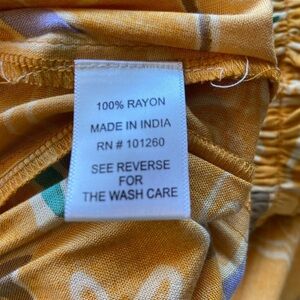 100% RAYON
MADE IN INDIA
RN # 101260
SEE REVERSE
FOR
THE WASH CARE